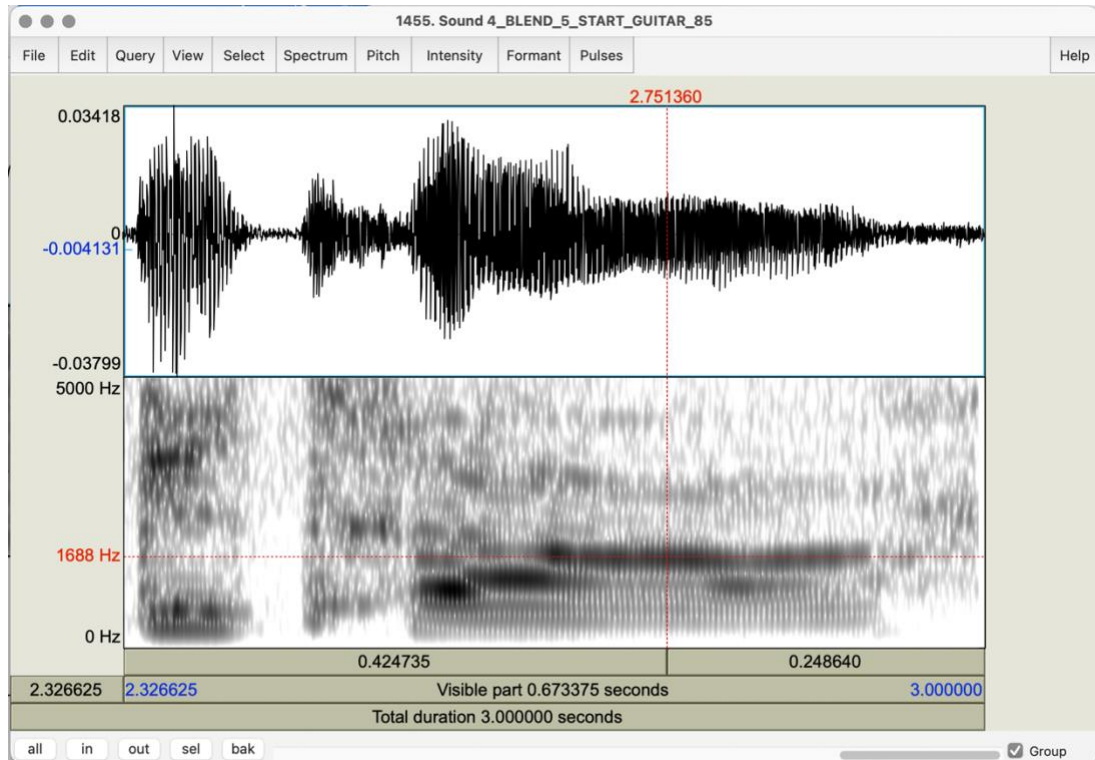 1455. Sound 4_BLEND_5_START_GUITAR_85
File Edit Query View Select Spectrum Pitch Intensity Formant Pulses Help
2.751360
0.03418
0
-0.004131
-0.03799
5000 Hz
1688 Hz
0 Hz
0.424735 0.248640
2.326625 2.326625 Visible part 0.673375 seconds 3.000000
Total duration 3.000000 seconds
all in out sel bak Group